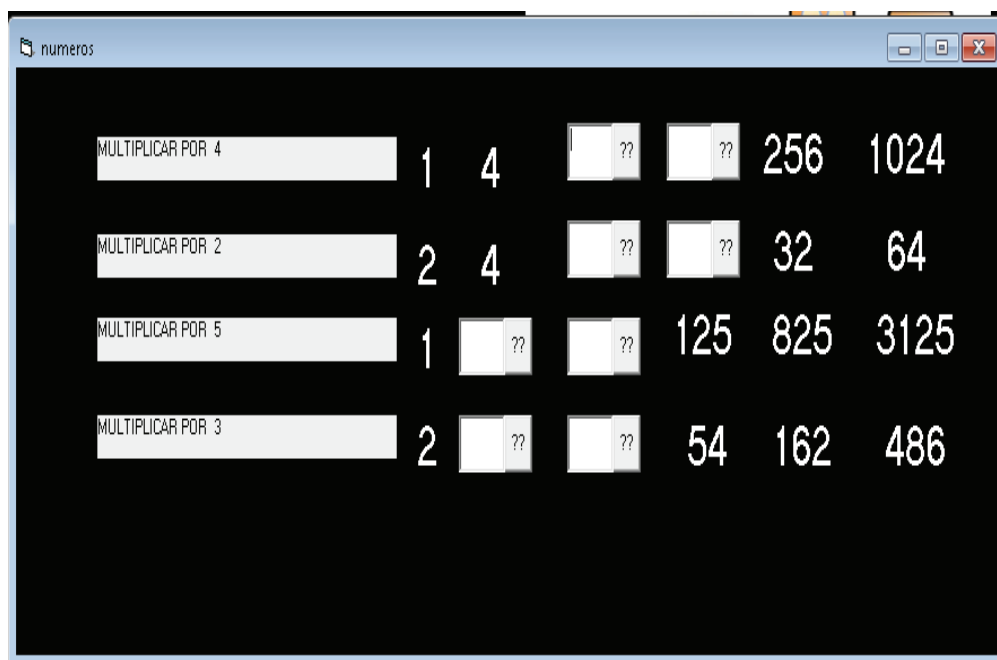 numeros
MULTIPLICAR POR 4 1 4 ?? ?? 256 1024
MULTIPLICAR POR 2 2 4 ?? ?? 32 64
MULTIPLICAR POR 5 1 ?? ?? 125 825 3125
MULTIPLICAR POR 3 2 ?? ?? 54 162 486